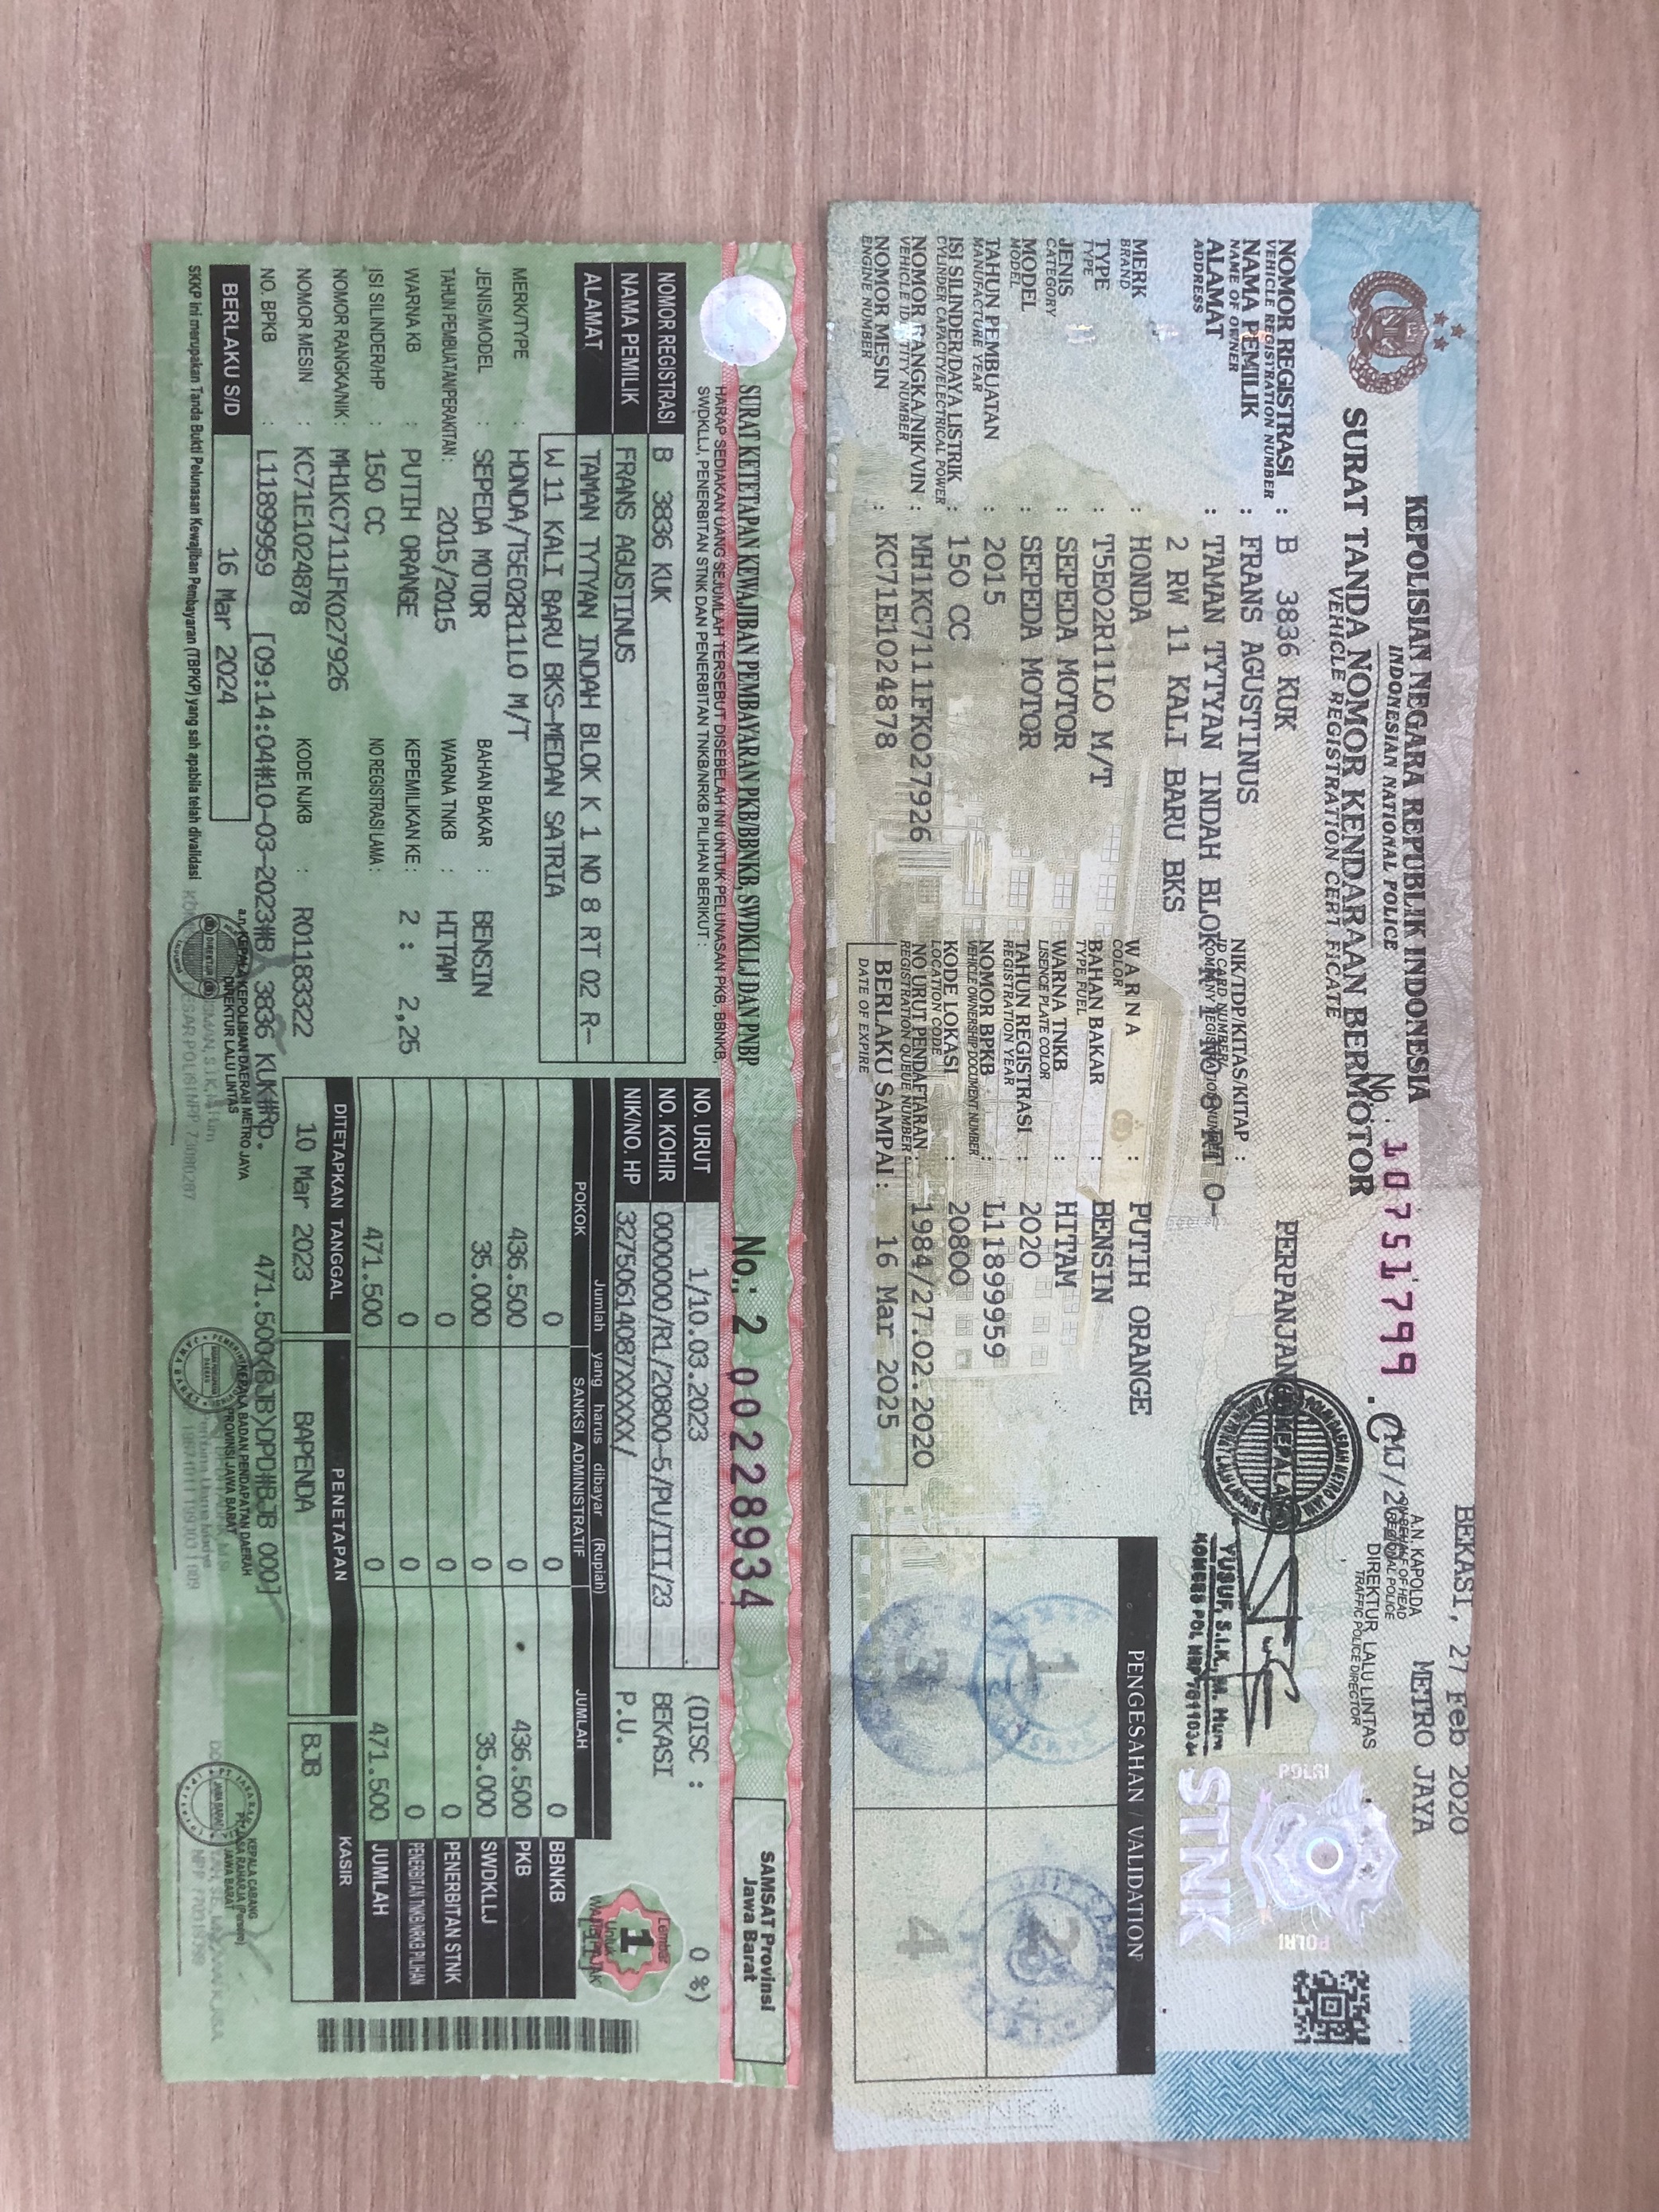 BEKASI, 27 Feb 2020
METRO JAYA
KEPOLISIAN NEGARA REPUBLIK INDONESIA
INDONESIAN NATIONAL POLICE
No. : 10751799 .C /MJ/2020
SURAT TANDA NOMOR KENDARAAN BERMOTOR
VEHICLE REGISTRATION CERT FICATE
A.N. KAPOLDA
ON BEHALF OF HEAD
REGIONAL POLICE
DIREKTUR LALU LINTAS
TRAFFIC POLICE DIRECTOR
NOMOR REGISTRASI : B 3836 KUK
VEHICLE REGISTRATION NUMBER
PERPANJAN
KEPALA
NAMA PEMILIK : FRANS AGUSTINUS
NAME OF OWNER
NIK/TDP/KITAS/KITAP :
ID CARD NUMBER/
COMPANY REGISTRATION NUMBER
ALAMAT : TAMAN TYTYAN INDAH BLOK K 1 NO 8 RT 0-
ADDRESS
2 RW 11 KALI BARU BKS
YUSUF, S.I.K., M. Hum
KOMBES POL NRP
POLISI
POLRI
STNK
MERK : HONDA
BRAND
TYPE : T5E02R11L0 M/T
TYPE
JENIS : SEPEDA MOTOR
CATEGORY
MODEL : SEPEDA MOTOR
MODEL
TAHUN PEMBUATAN : 2015
MANUFACTURE YEAR
ISI SILINDER/DAYA LISTRIK : 150 CC
CYLINDER CAPACITY/ELECTRICAL POWER
NOMOR RANGKA/NIK/VIN : MH1KC7111FK027926
VEHICLE IDENTITY NUMBER
NOMOR MESIN : KC71E1024878
ENGINE NUMBER
WARNA : PUTIH ORANGE
COLOR
BAHAN BAKAR : BENSIN
TYPE FUEL
WARNA TNKB : HITAM
LISENCE PLATE COLOR
TAHUN REGISTRASI : 2020
REGISTRATION YEAR
NOMOR BPKB : L11899959
VEHICLE OWNERSHIP DOCUMENT NUMBER
KODE LOKASI : 20800
LOCATION CODE
NO URUT PENDAFTARAN : 1984/27.02.2020
REGISTRATION QUEUE NUMBER
BERLAKU SAMPAI : 16 Mar 2025
DATE OF EXPIRE
PENGESAHAN / VALIDATION
1 2
3 4
SURAT KETETAPAN KEWAJIBAN PEMBAYARAN PKB/BBNKB, SWDKLLJ DAN PNBP
No.: 2 00228934
SAMSAT Provinsi
Jawa Barat
HARAP SEDIAKAN UANG SEJUMLAH TERSEBUT DISEBELAH INI UNTUK PELUNASAN PKB, BBNKB,
SWDKLLJ, PENERBITAN STNK DAN PENERBITAN TNKB/NRKB PILIHAN BERIKUT :
NOMOR REGISTRASI B 3836 KUK
NAMA PEMILIK FRANS AGUSTINUS
ALAMAT TAMAN TYTYAN INDAH BLOK K 1 NO 8 RT 02 R-
W 11 KALI BARU BKS-MEDAN SATRIA
MERK/TYPE : HONDA/T5E02R11L0 M/T
JENIS/MODEL : SEPEDA MOTOR BAHAN BAKAR : BENSIN
TAHUN PEMBUATAN/PERAKITAN : 2015/2015 WARNA TNKB : HITAM
WARNA KB : PUTIH ORANGE KEPEMILIKAN KE : 2 : 2,25
ISI SILINDER/HP : 150 CC NO REGISTRASI LAMA :
NOMOR RANGKA/NIK : MH1KC7111FK027926
NOMOR MESIN : KC71E1024878 KODE NJKB : R01183322
NO. BPKB : L11899959 [09:14:04#10-03-2023#B 3836 KUK#Rp. 471.500<BJB>DPD#BJB 000]
BERLAKU S/D 16 Mar 2024
SKKP ini merupakan Tanda Bukti Pelunasan Kewajiban Pembayaran (TBPKP) yang sah apabila telah divalidasi
NO. URUT 1/10.03.2023
NO. KOHIR 0000000/R1/20800-5/PU/III/23
NIK/NO. HP 32750614087XXXXX/
(DISC : 0 %)
BEKASI
P.U.
Lembar
1
Untuk
WAJIB PAJAK
Jumlah yang harus dibayar (Rupiah)
POKOK SANKSI ADMINISTRATIF JUMLAH
0 0 0 BBNKB
436.500 0 436.500 PKB
35.000 0 35.000 SWDKLLJ
0 0 0 PENERBITAN STNK
0 0 0 PENERBITAN TNKB/NRKB PILIHAN
471.500 0 471.500 JUMLAH
DITETAPKAN TANGGAL PENETAPAN KASIR
10 Mar 2023 BAPENDA BJB
a.n. KEPALA KEPOLISIAN DAERAH METRO JAYA
DIREKTUR LALU LINTAS
DIREKTUR
BESAR POLISI NRP. 73080287
KEPALA BADAN PENDAPATAN DAERAH
PROVINSI JAWA BARAT
Pembina Utama Madya
KEPALA CABANG
PT. JASA RAHARJA (Persero)
JAWA BARAT
JAWA BARAT